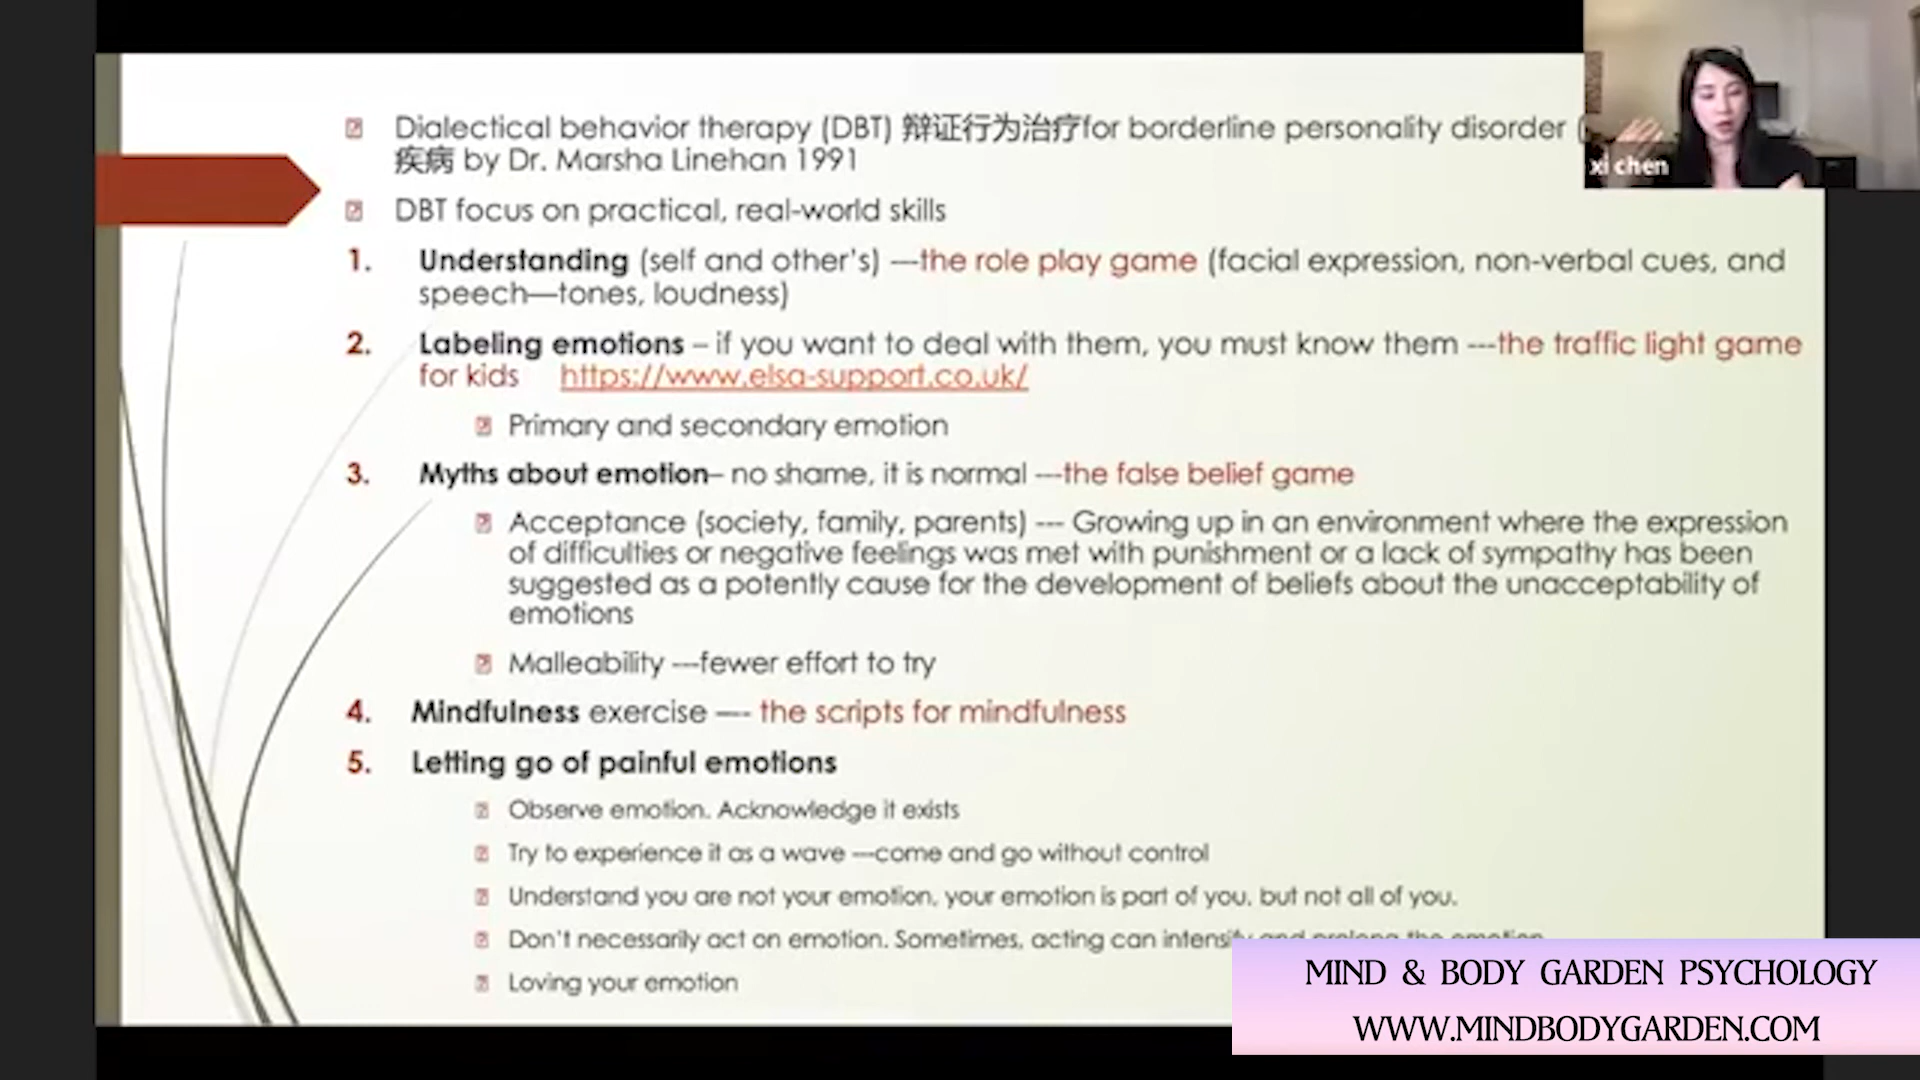 Dialectical behavior therapy (DBT) 辩证行为治疗for borderline personality disorder (
疾病 by Dr. Marsha Linehan 1991
xi chen
DBT focus on practical, real-world skills
1. Understanding (self and other's) —the role play game (facial expression, non-verbal cues, and
speech—tones, loudness)
2. Labeling emotions – if you want to deal with them, you must know them ---the traffic light game
for kids https://www.elsa-support.co.uk/
Primary and secondary emotion
3. Myths about emotion– no shame, it is normal ---the false belief game
Acceptance (society, family, parents) --- Growing up in an environment where the expression
of difficulties or negative feelings was met with punishment or a lack of sympathy has been
suggested as a potently cause for the development of beliefs about the unacceptability of
emotions
Malleability ---fewer effort to try
4. Mindfulness exercise —- the scripts for mindfulness
5. Letting go of painful emotions
Observe emotion. Acknowledge it exists
Try to experience it as a wave —come and go without control
Understand you are not your emotion, your emotion is part of you, but not all of you.
Don't necessarily act on emotion. Sometimes, acting can intensify and prolong the emotion
Loving your emotion
MIND & BODY GARDEN PSYCHOLOGY
WWW.MINDBODYGARDEN.COM